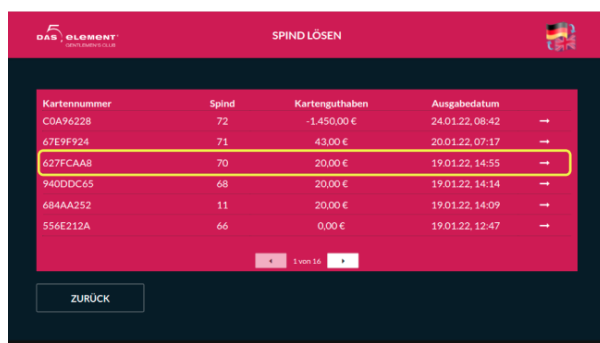 DAS 5. ELEMENT
GENTLEMEN'S CLUB
SPIND LÖSEN
Kartennummer Spind Kartenguthaben Ausgabedatum
C0A96228 72 -1.450,00 € 24.01.22, 08:42 →
67E9F924 71 43,00 € 20.01.22, 07:17 →
627FCAA8 70 20,00 € 19.01.22, 14:55 →
940DDC65 68 20,00 € 19.01.22, 14:14 →
684AA252 11 20,00 € 19.01.22, 14:09 →
556E212A 66 0,00 € 19.01.22, 12:47 →
1 von 16
ZURÜCK